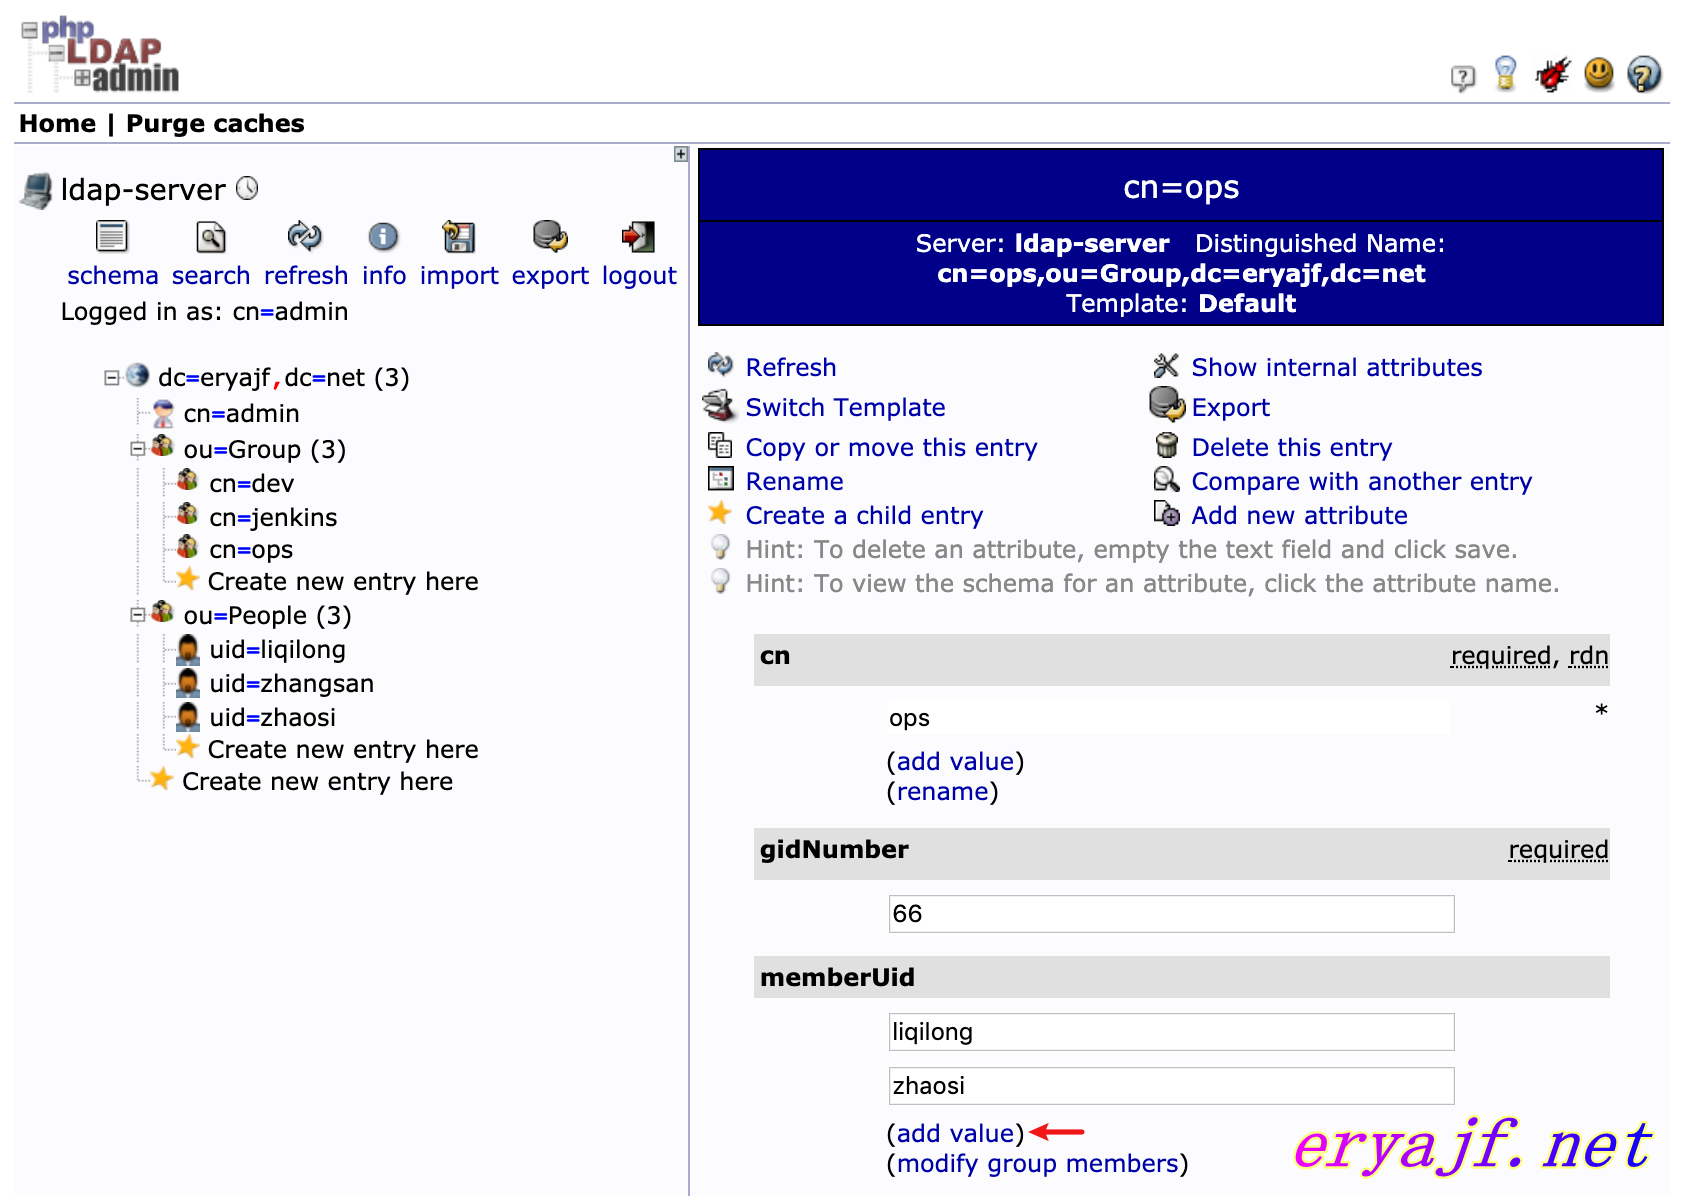 php
LDAP
admin
Home | Purge caches
ldap-server
schema search refresh info import export logout
Logged in as: cn=admin
dc=eryajf,dc=net (3)
cn=admin
ou=Group (3)
cn=dev
cn=jenkins
cn=ops
Create new entry here
ou=People (3)
uid=liqilong
uid=zhangsan
uid=zhaosi
Create new entry here
Create new entry here
cn=ops
Server: ldap-server Distinguished Name:
cn=ops,ou=Group,dc=eryajf,dc=net
Template: Default
Refresh Show internal attributes
Switch Template Export
Copy or move this entry Delete this entry
Rename Compare with another entry
Create a child entry Add new attribute
Hint: To delete an attribute, empty the text field and click save.
Hint: To view the schema for an attribute, click the attribute name.
cn required, rdn
ops *
(add value)
(rename)
gidNumber required
66
memberUid
liqilong
zhaosi
(add value)
(modify group members)
eryajf.net